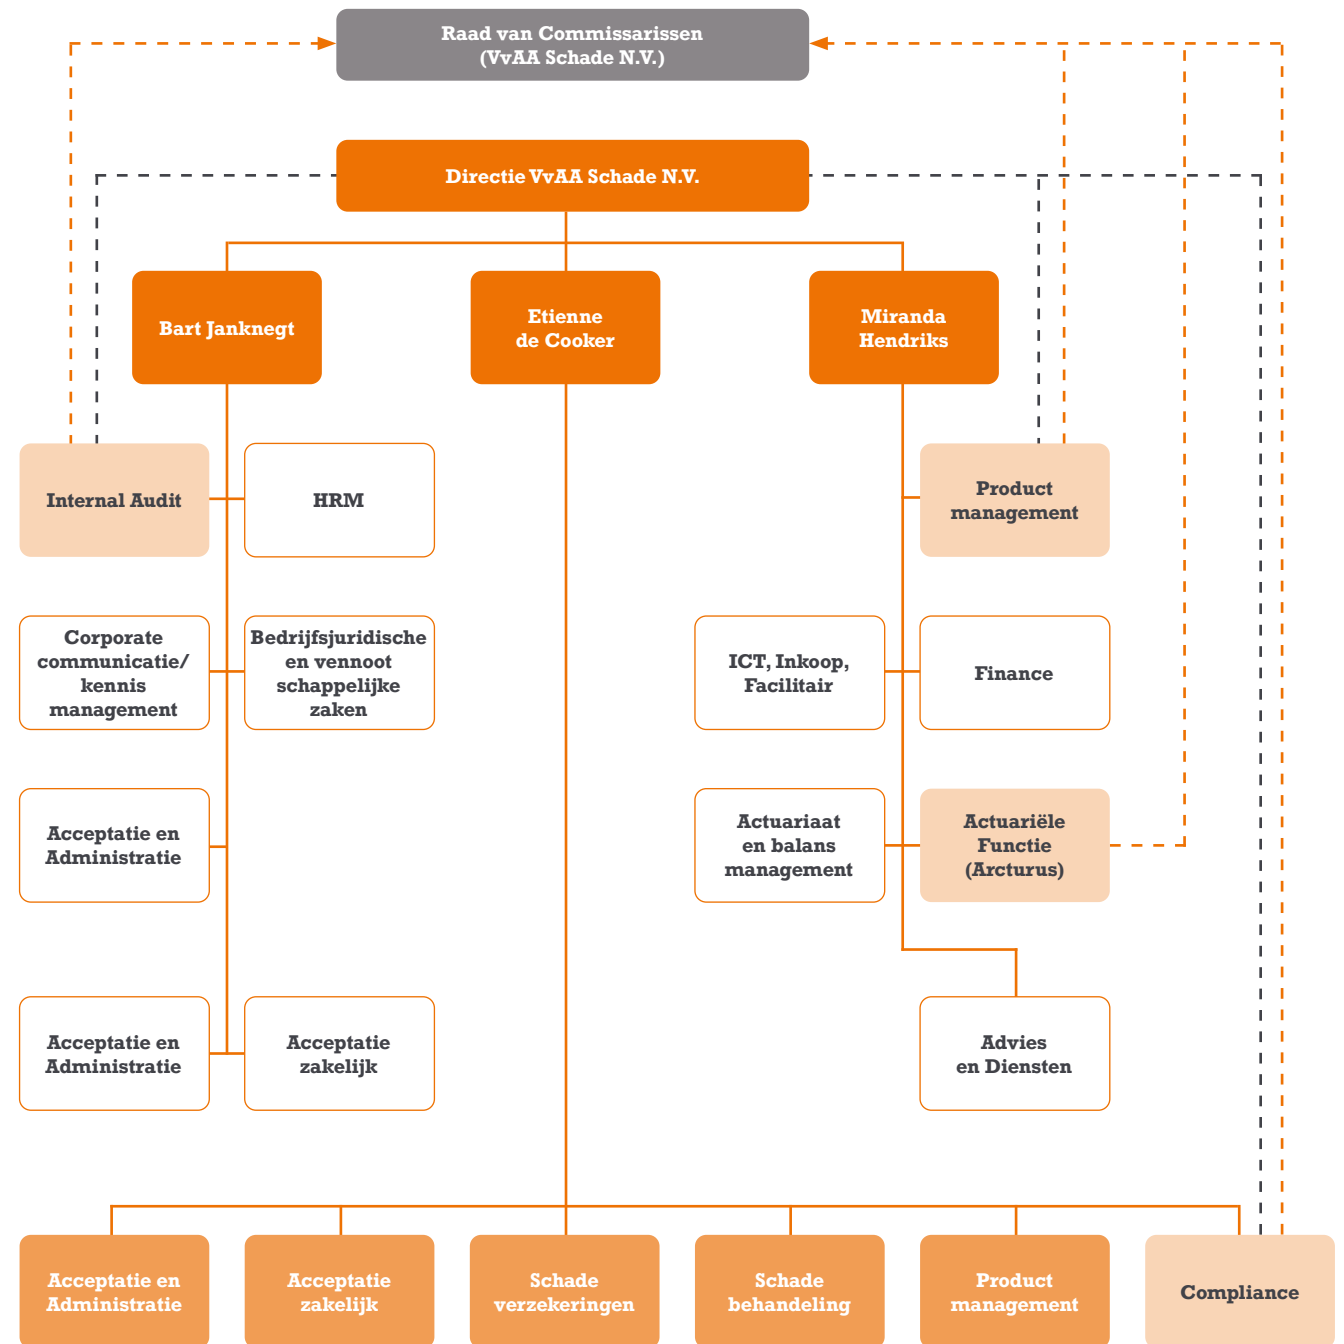 Raad van Commissarissen
(VvAA Schade N.V.)
Directie VvAA Schade N.V.
Bart Janknegt
Etienne
de Cooker
Miranda
Hendriks
Internal Audit
HRM
Product
management
Corporate
communicatie/
kennis
management
Bedrijfsjuridische
en vennoot
schappelijke
zaken
ICT, Inkoop,
Facilitair
Finance
Acceptatie en
Administratie
Actuariaat
en balans
management
Actuariële
Functie
(Arcturus)
Acceptatie en
Administratie
Acceptatie
zakelijk
Advies
en Diensten
Acceptatie en
Administratie
Acceptatie
zakelijk
Schade
verzekeringen
Schade
behandeling
Product
management
Compliance